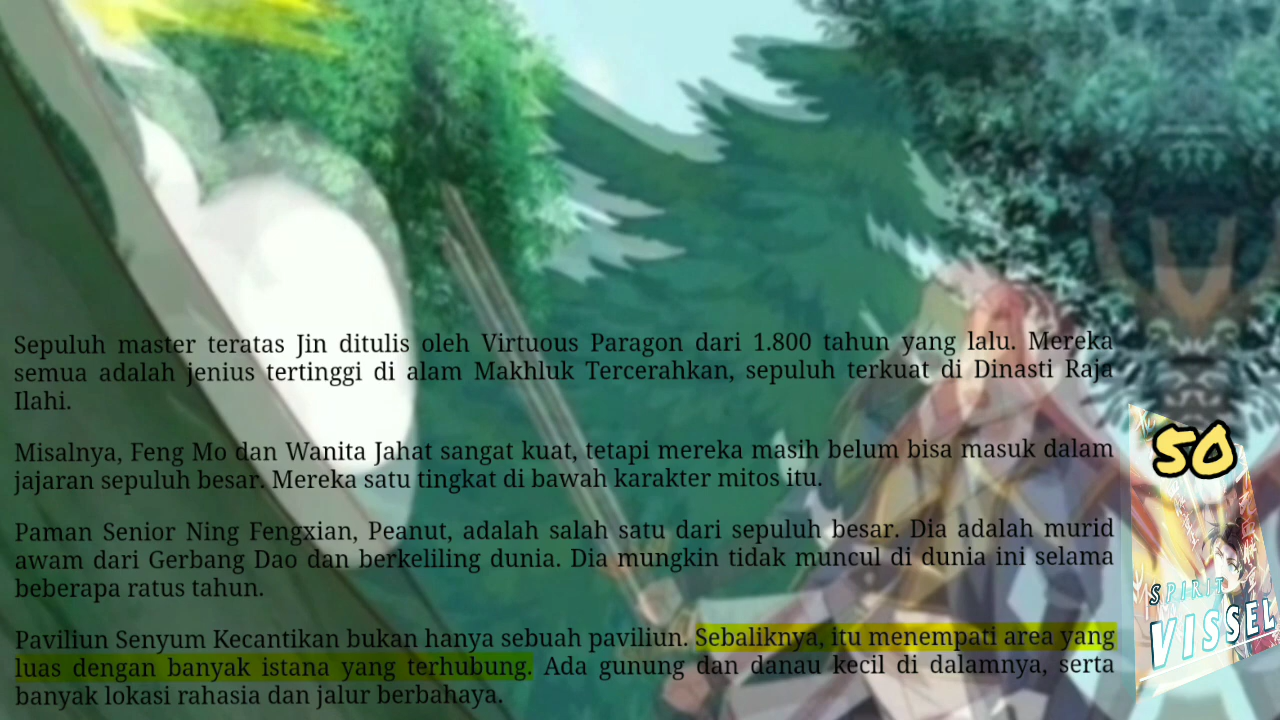 Sepuluh master teratas Jin ditulis oleh Virtuous Paragon dari 1.800 tahun yang lalu. Mereka
semua adalah jenius tertinggi di alam Makhluk Tercerahkan, sepuluh terkuat di Dinasti Raja
Ilahi.
Misalnya, Feng Mo dan Wanita Jahat sangat kuat, tetapi mereka masih belum bisa masuk dalam
jajaran sepuluh besar. Mereka satu tingkat di bawah karakter mitos itu.
Paman Senior Ning Fengxian, Peanut, adalah salah satu dari sepuluh besar. Dia adalah murid
awam dari Gerbang Dao dan berkeliling dunia. Dia mungkin tidak muncul di dunia ini selama
beberapa ratus tahun.
Paviliun Senyum Kecantikan bukan hanya sebuah paviliun. Sebaliknya, itu menempati area yang
luas dengan banyak istana yang terhubung. Ada gunung dan danau kecil di dalamnya, serta
banyak lokasi rahasia dan jalur berbahaya.
50
SPIRIT
VISSEL